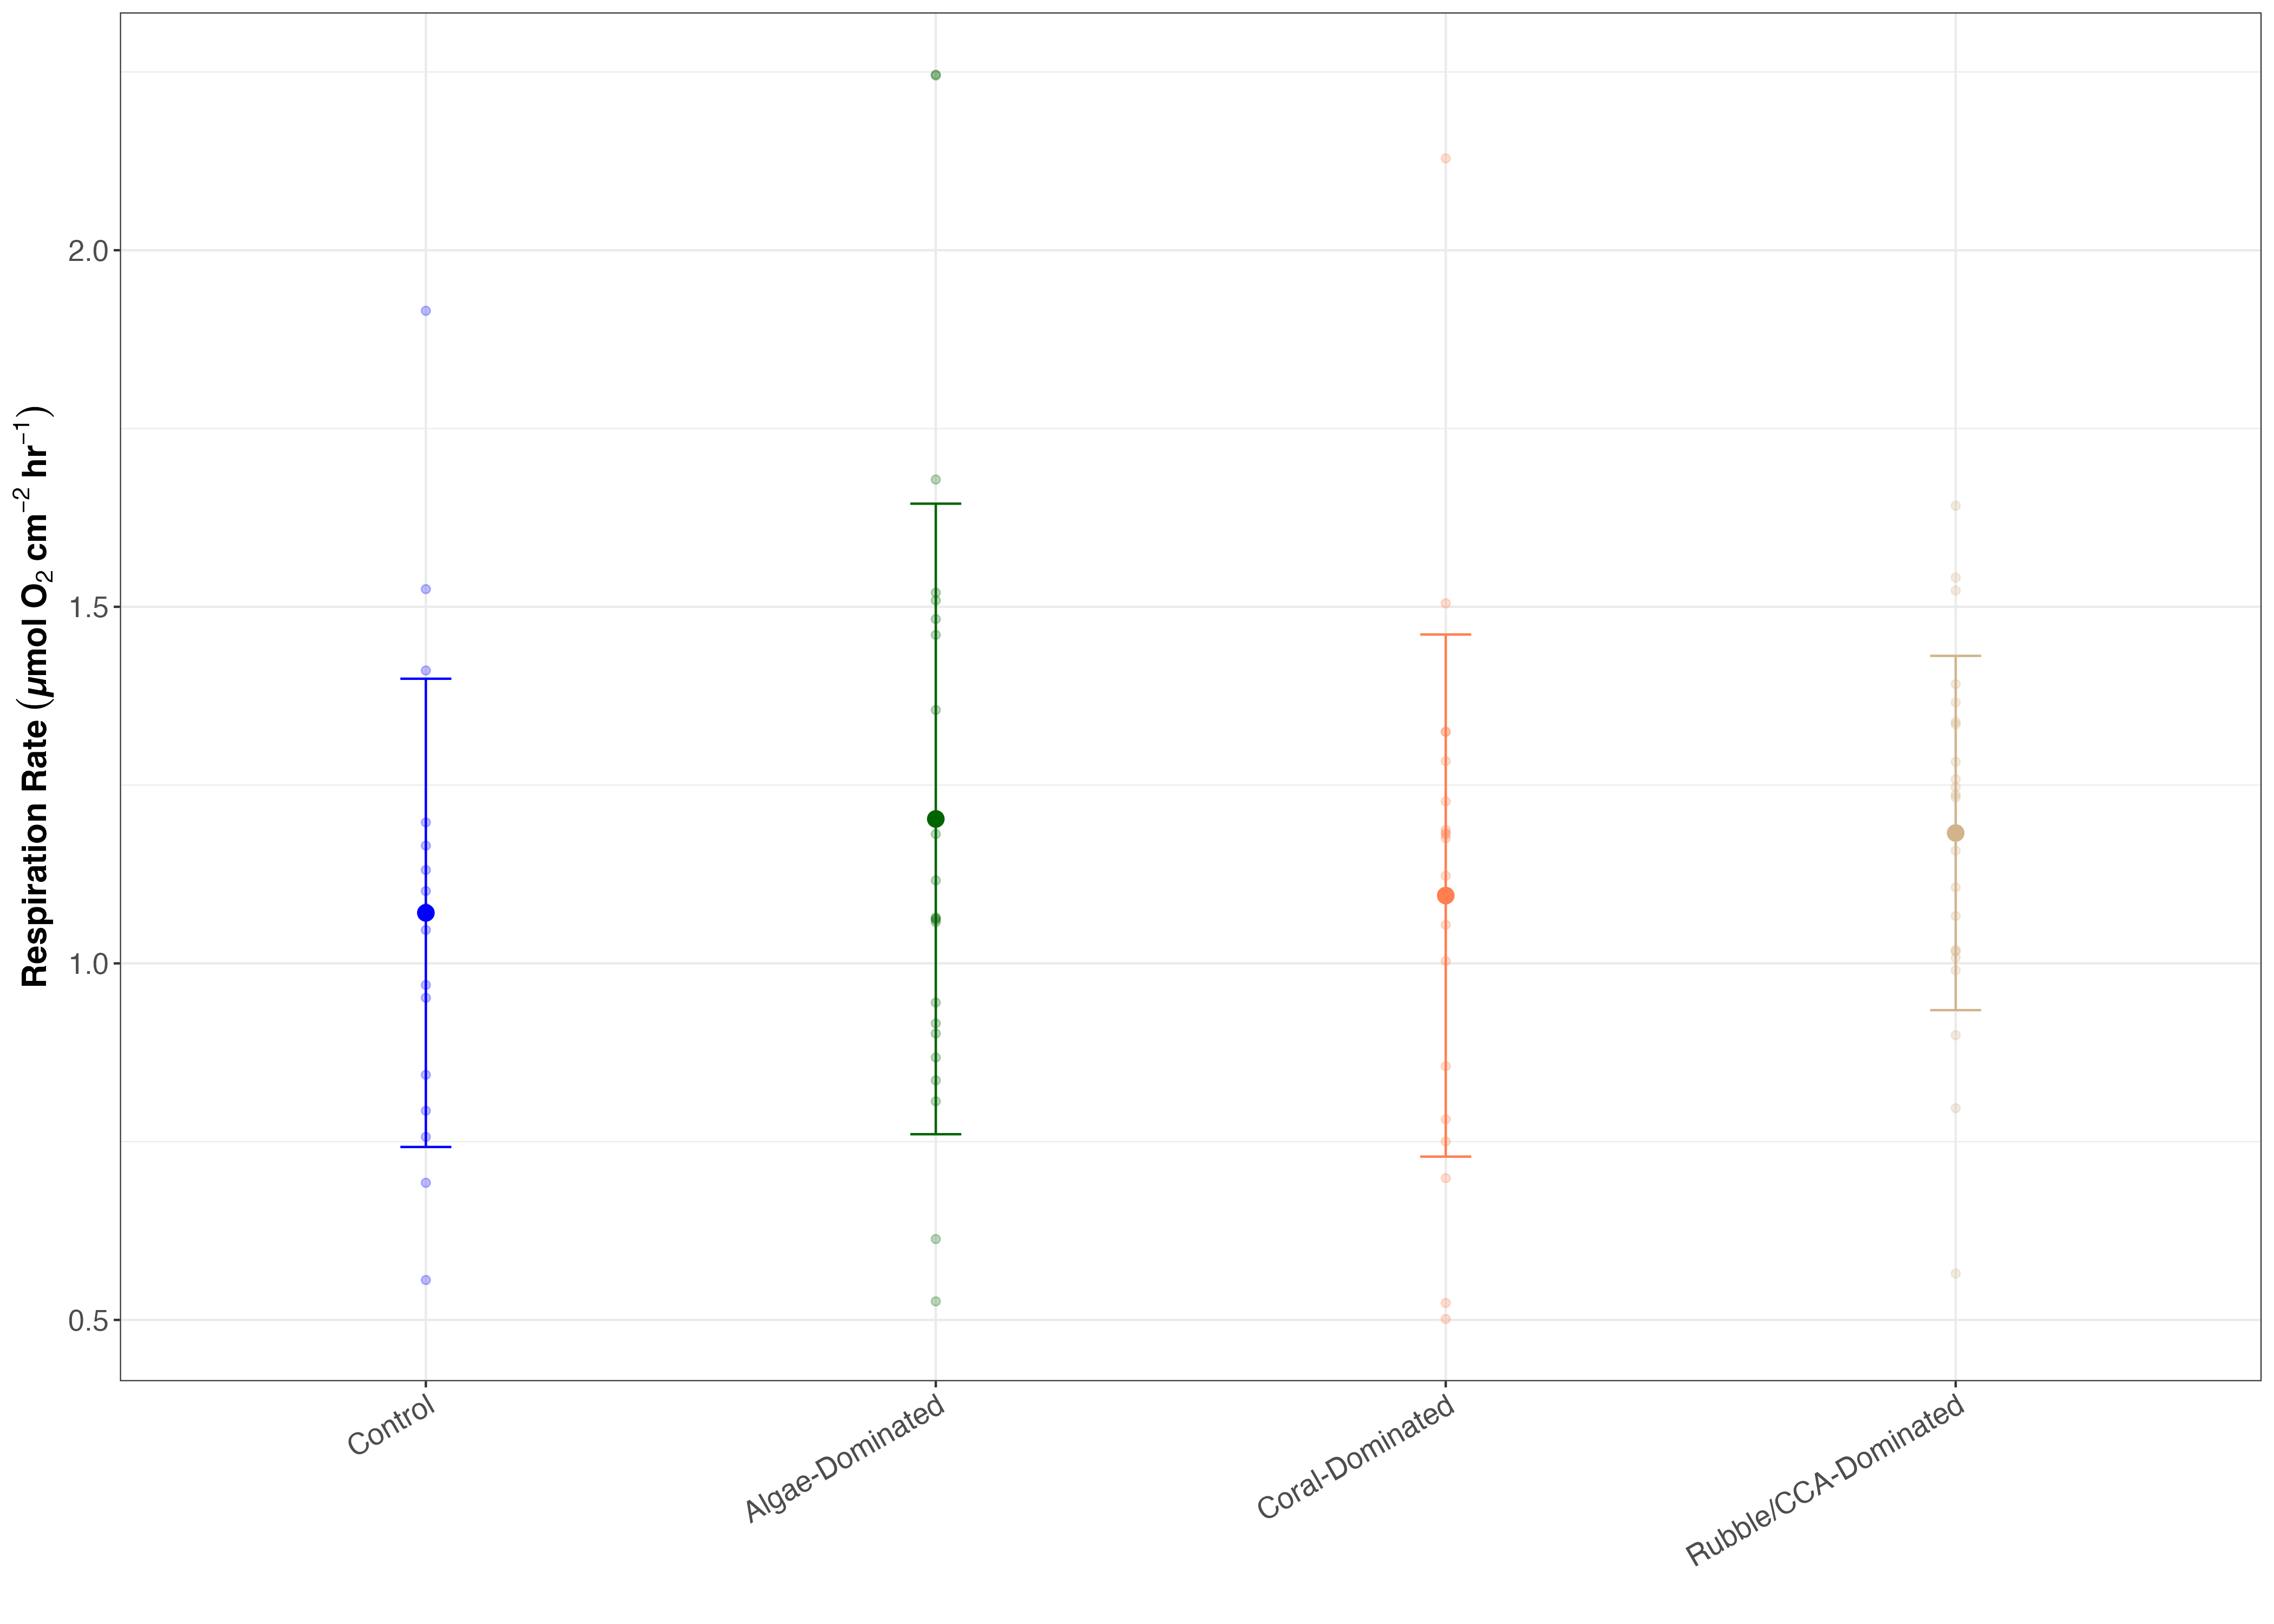 Respiration Rate (μmol O₂ cm⁻² hr⁻¹)
2.0
1.5
1.0
0.5
Control
Algae-Dominated
Coral-Dominated
Rubble/CCA-Dominated